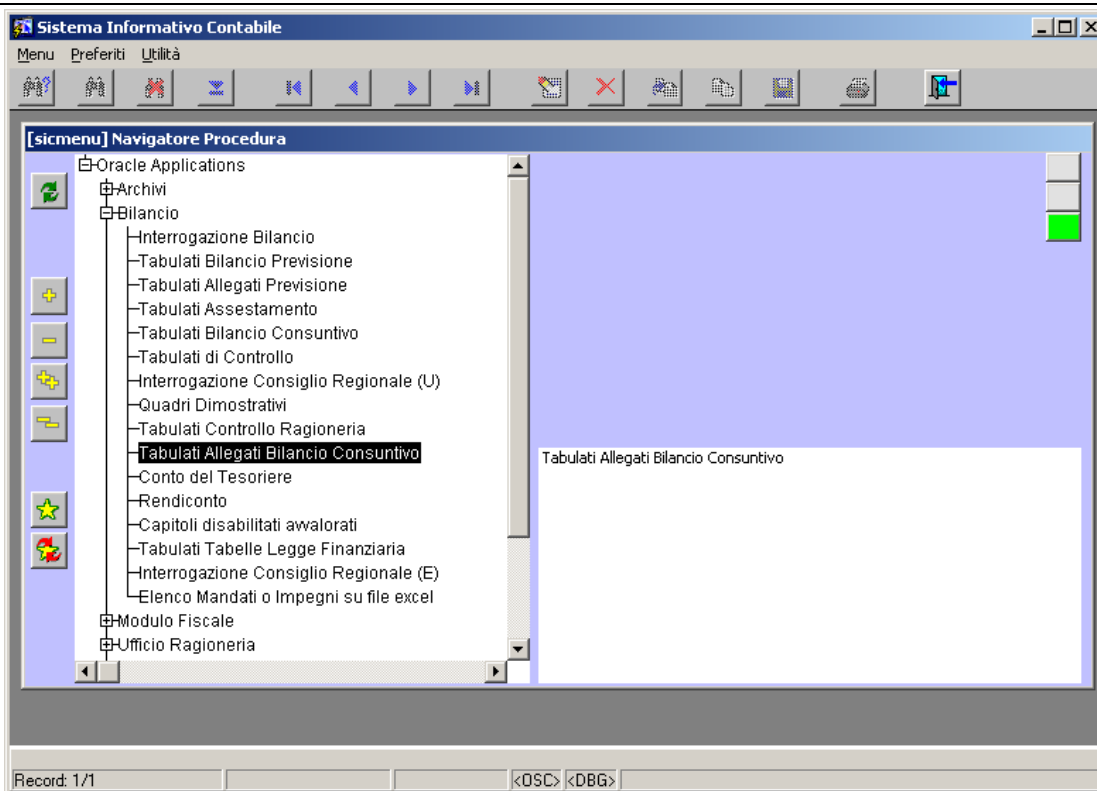 Sistema Informativo Contabile
Menu Preferiti Utilità
[sicmenu] Navigatore Procedura
Oracle Applications
Archivi
Bilancio
Interrogazione Bilancio
Tabulati Bilancio Previsione
Tabulati Allegati Previsione
Tabulati Assestamento
Tabulati Bilancio Consuntivo
Tabulati di Controllo
Interrogazione Consiglio Regionale (U)
Quadri Dimostrativi
Tabulati Controllo Ragioneria
Tabulati Allegati Bilancio Consuntivo
Conto del Tesoriere
Rendiconto
Capitoli disabilitati avvalorati
Tabulati Tabelle Legge Finanziaria
Interrogazione Consiglio Regionale (E)
Elenco Mandati o Impegni su file excel
Modulo Fiscale
Ufficio Ragioneria
Tabulati Allegati Bilancio Consuntivo
Record: 1/1 <OSC> <DBG>